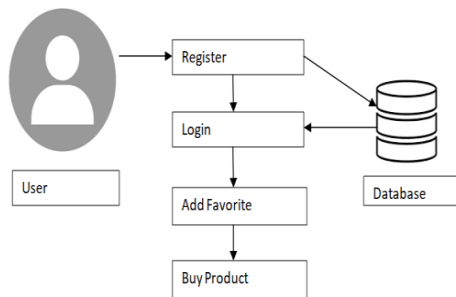 Register
Login
User
Database
Add Favorite
Buy Product